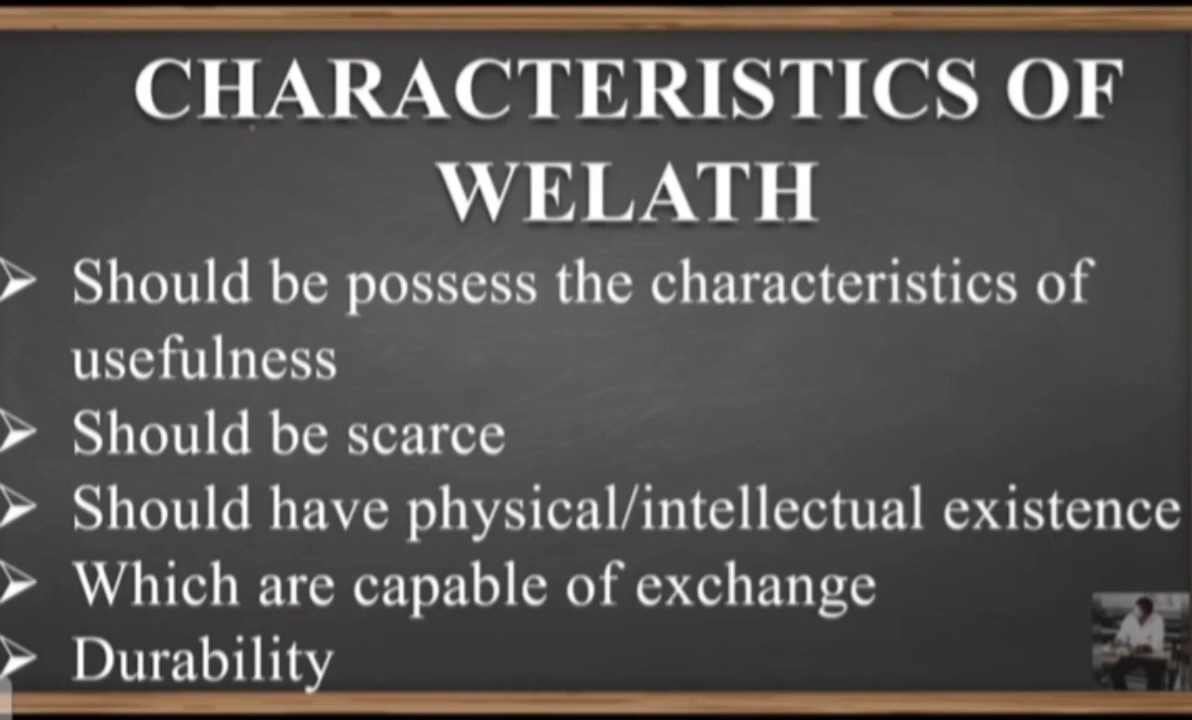 CHARACTERISTICS OF
WELATH
Should be possess the characteristics of
usefulness
Should be scarce
Should have physical/intellectual existence
Which are capable of exchange
Durability